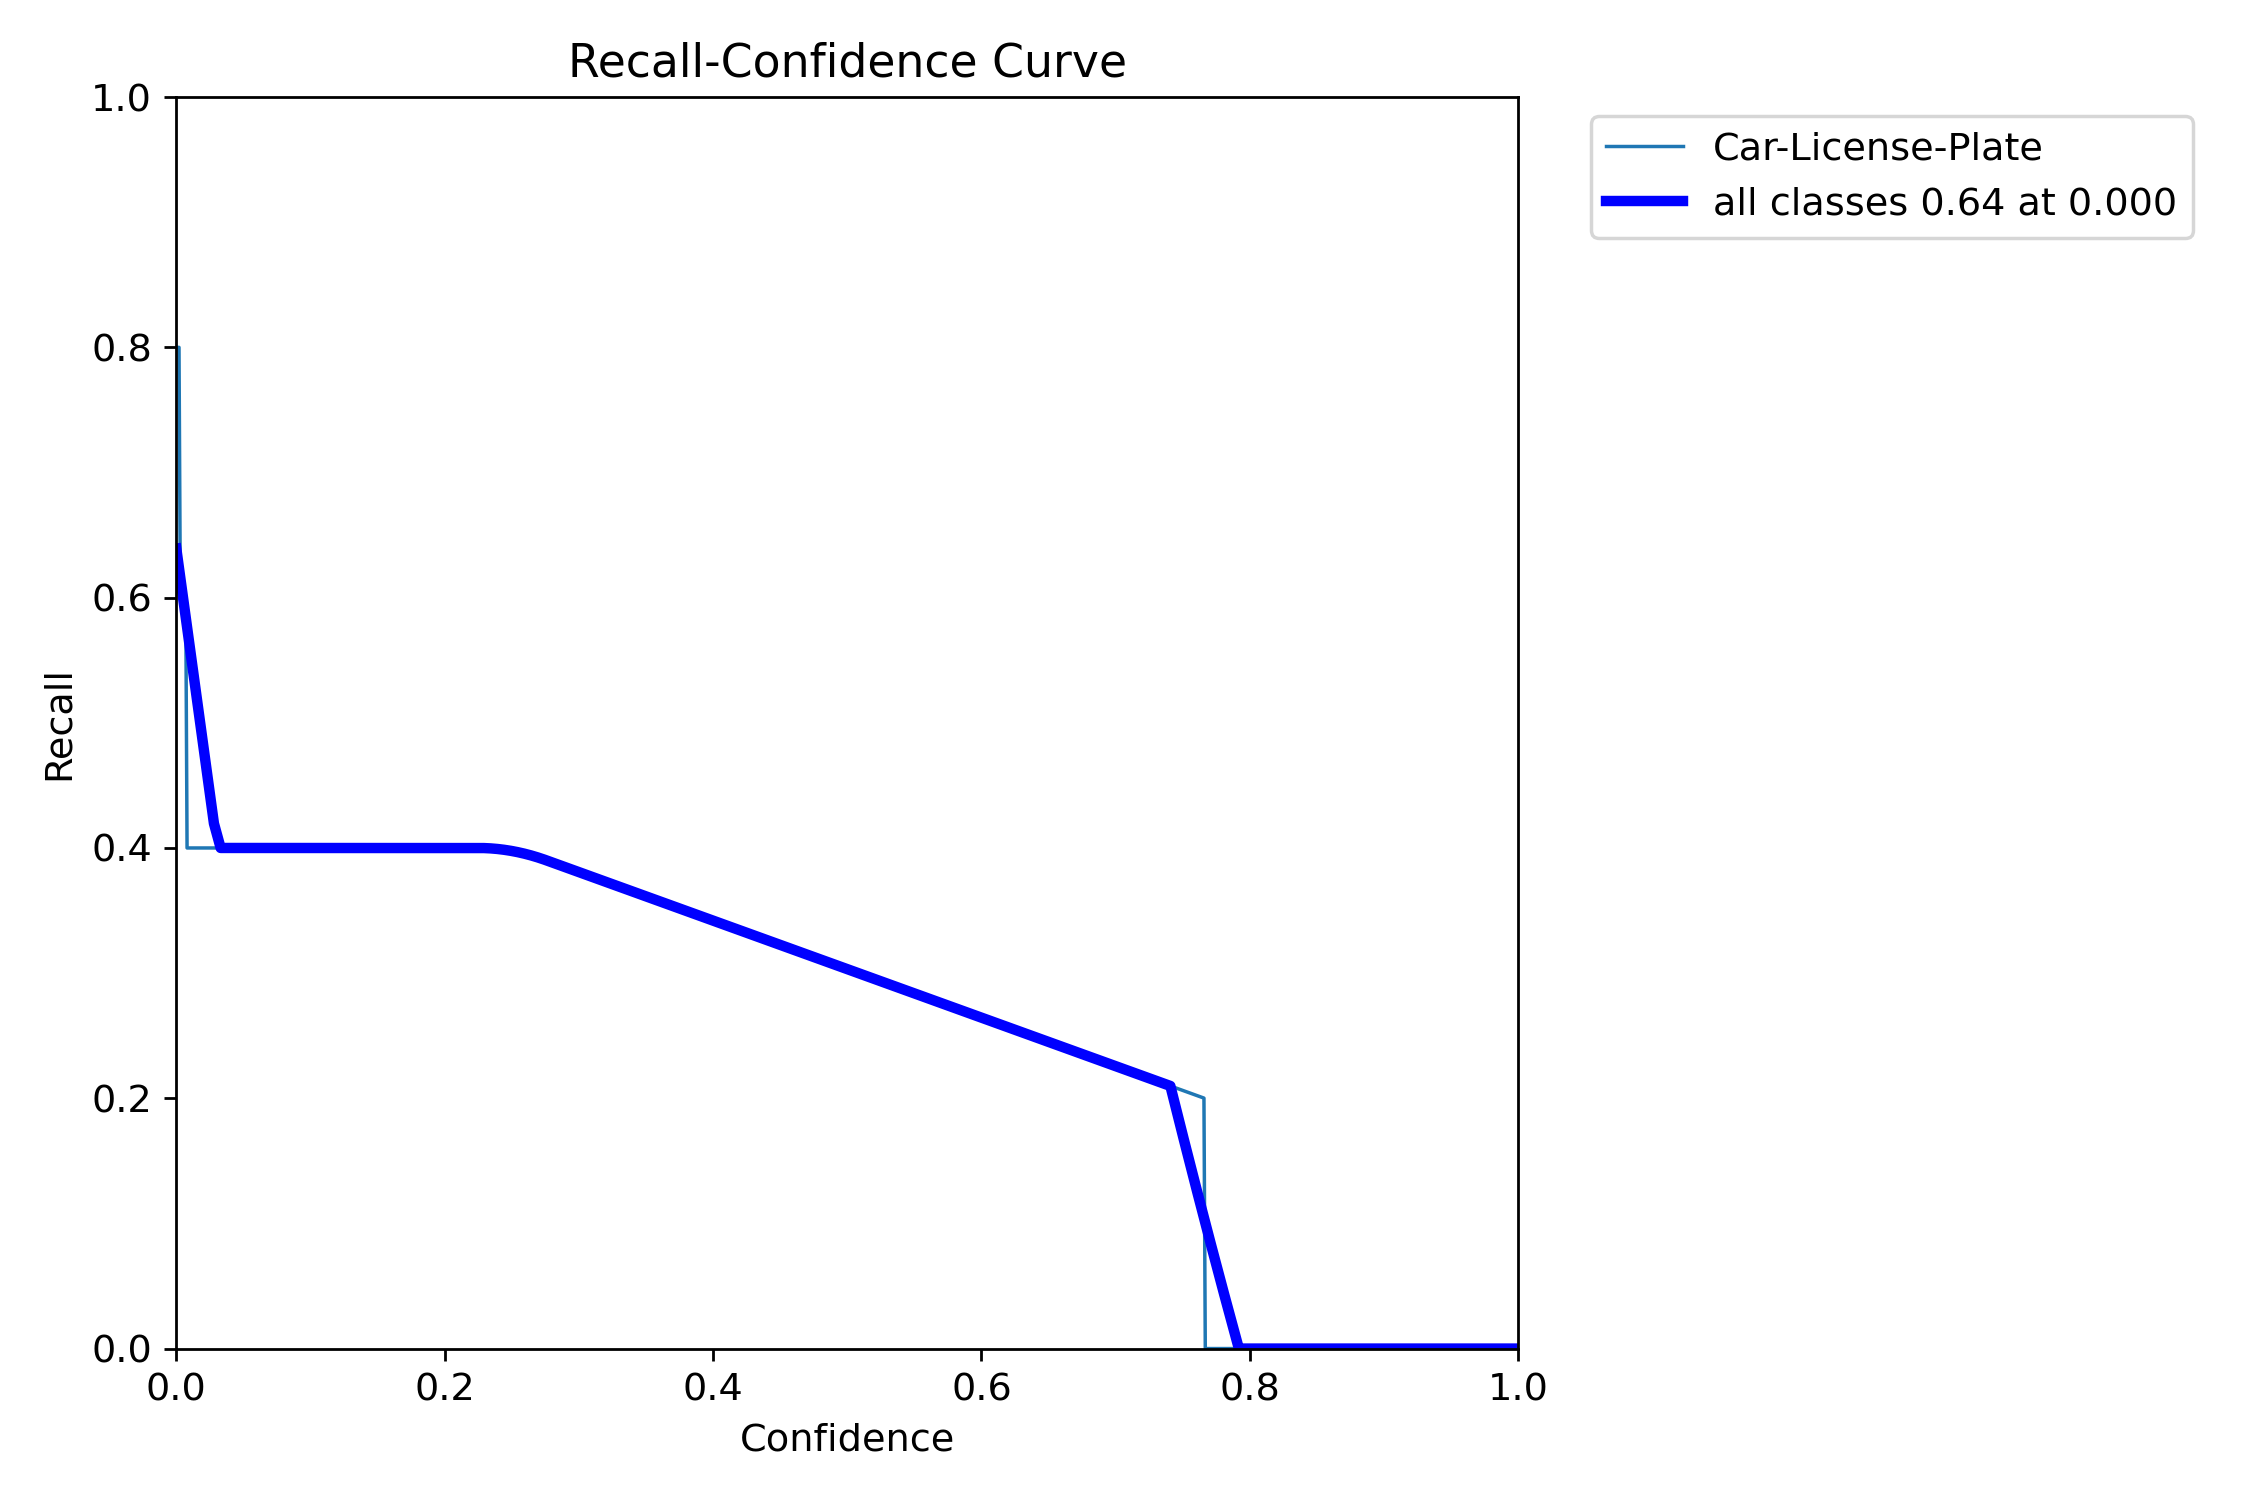 Recall-Confidence Curve
1.0
0.8
0.6
0.4
0.2
0.0
Recall
0.0 0.2 0.4 0.6 0.8 1.0
Confidence
Car-License-Plate
all classes 0.64 at 0.000